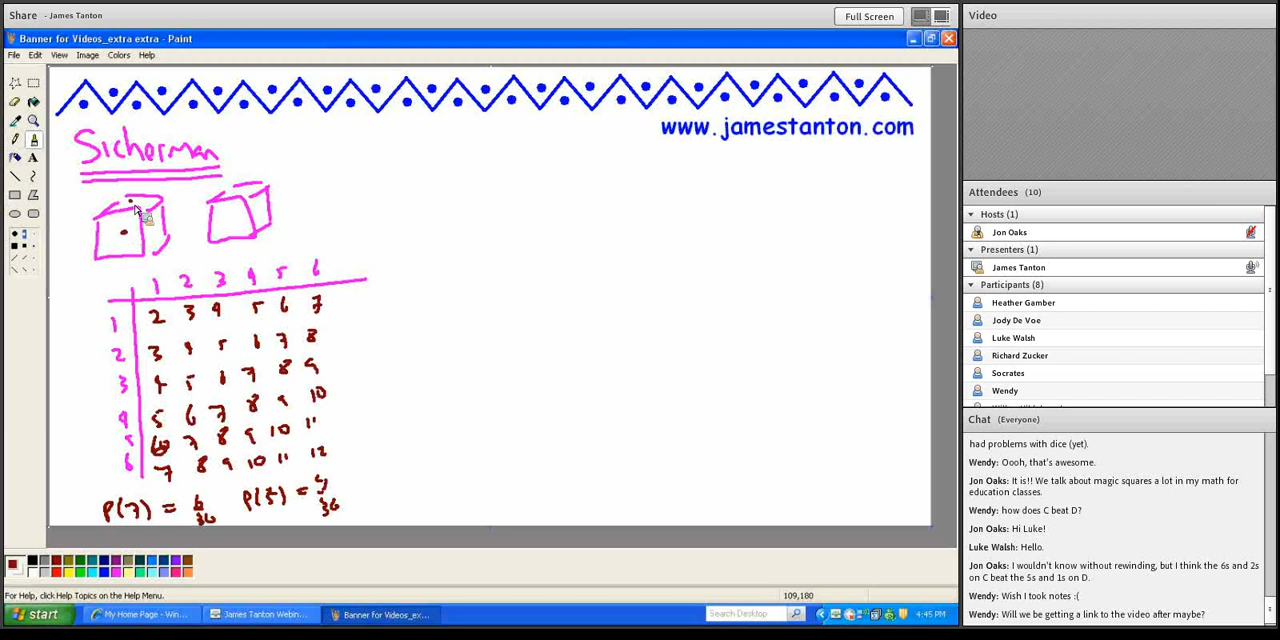 Share - James Tanton
Full Screen
Video
Banner for Videos_extra extra - Paint
File Edit View Image Colors Help
www.jamestanton.com
Sicherman
1 2 3 4 5 6
1 2 3 4 5 6 7
2 3 4 5 6 7 8
3 4 5 6 7 8 9
4 5 6 7 8 9 10
5 6 7 8 9 10 11
6 7 8 9 10 11 12
P(7) = 6/36 P(5) = 4/36
For Help, click Help Topics on the Help Menu.
109,180
start
My Home Page - Win...
James Tanton Webin...
Banner for Videos_ex...
Search Desktop
4:45 PM
Attendees (10)
Hosts (1)
Jon Oaks
Presenters (1)
James Tanton
Participants (8)
Heather Gamber
Jody De Voe
Luke Walsh
Richard Zucker
Socrates
Wendy
Chat (Everyone)
had problems with dice (yet).
Wendy: Oooh, that's awesome.
Jon Oaks: It is!! We talk about magic squares a lot in my math for
education classes.
Wendy: how does C beat D?
Jon Oaks: Hi Luke!
Luke Walsh: Hello.
Jon Oaks: I wouldn't know without rewinding, but I think the 6s and 2s
on C beat the 5s and 1s on D.
Wendy: Wish I took notes :(
Wendy: Will we be getting a link to the video after maybe?